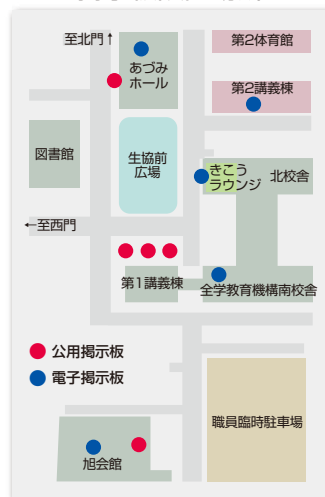 至北門↑
あづみ
ホール
第2体育館
第2講義棟
図書館
生協前
広場
きこう
ラウンジ
北校舎
←至西門
第1講義棟
全学教育機構南校舎
公用掲示板
電子掲示板
旭会館
職員臨時駐車場